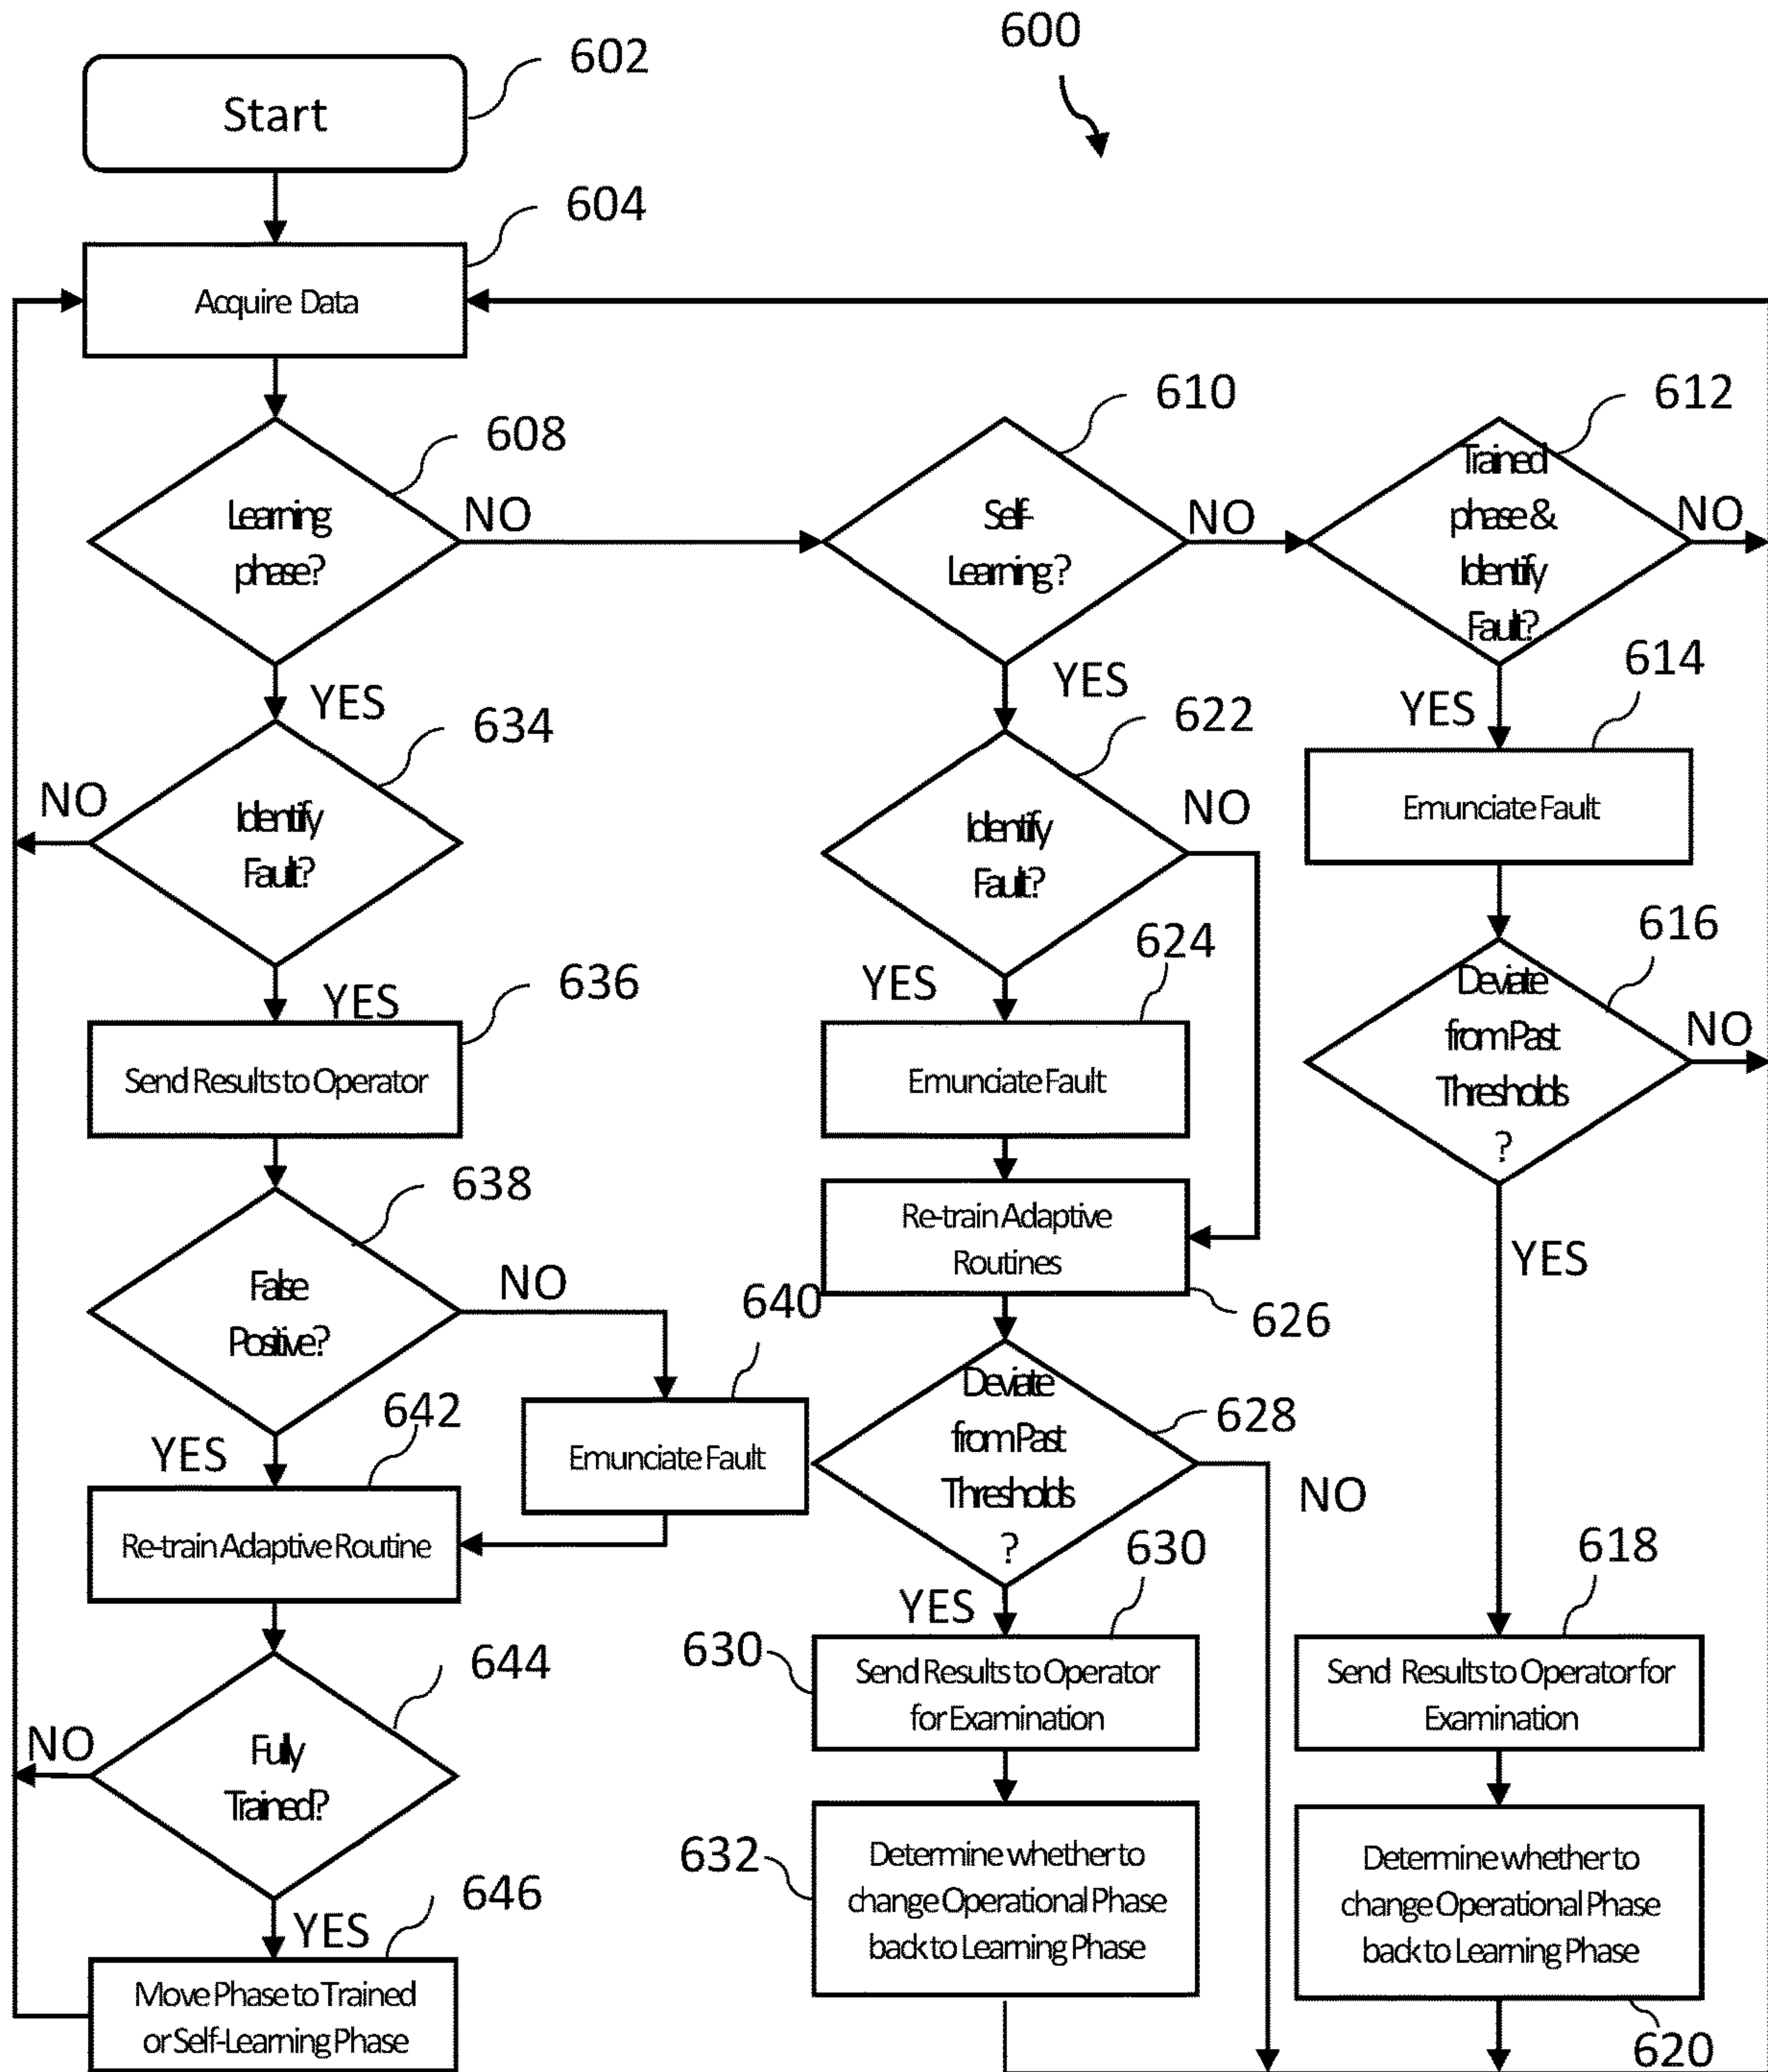 600
602
Start
604
Acquire Data
608
Learning
phase?
NO
610
Self-
Learning?
NO
612
Trained
phase &
Identify
Fault?
NO
YES
634
Identify
Fault?
NO
YES
636
Send Results to Operator
638
False
Positive?
NO
640
Emunciate Fault
YES
642
Re-train Adaptive Routine
644
Fully
Trained?
NO
YES
646
Move Phase to Trained
or Self-Learning Phase
YES
622
Identify
Fault?
NO
YES
624
Emunciate Fault
Re-train Adaptive
Routines
626
Deviate
from Past
Thresholds
?
628
NO
YES
630
630
Send Results to Operator
for Examination
632
Determine whether to
change Operational Phase
back to Learning Phase
YES
614
Emunciate Fault
616
Deviate
from Past
Thresholds
?
NO
YES
618
Send Results to Operator for
Examination
Determine whether to
change Operational Phase
back to Learning Phase
620